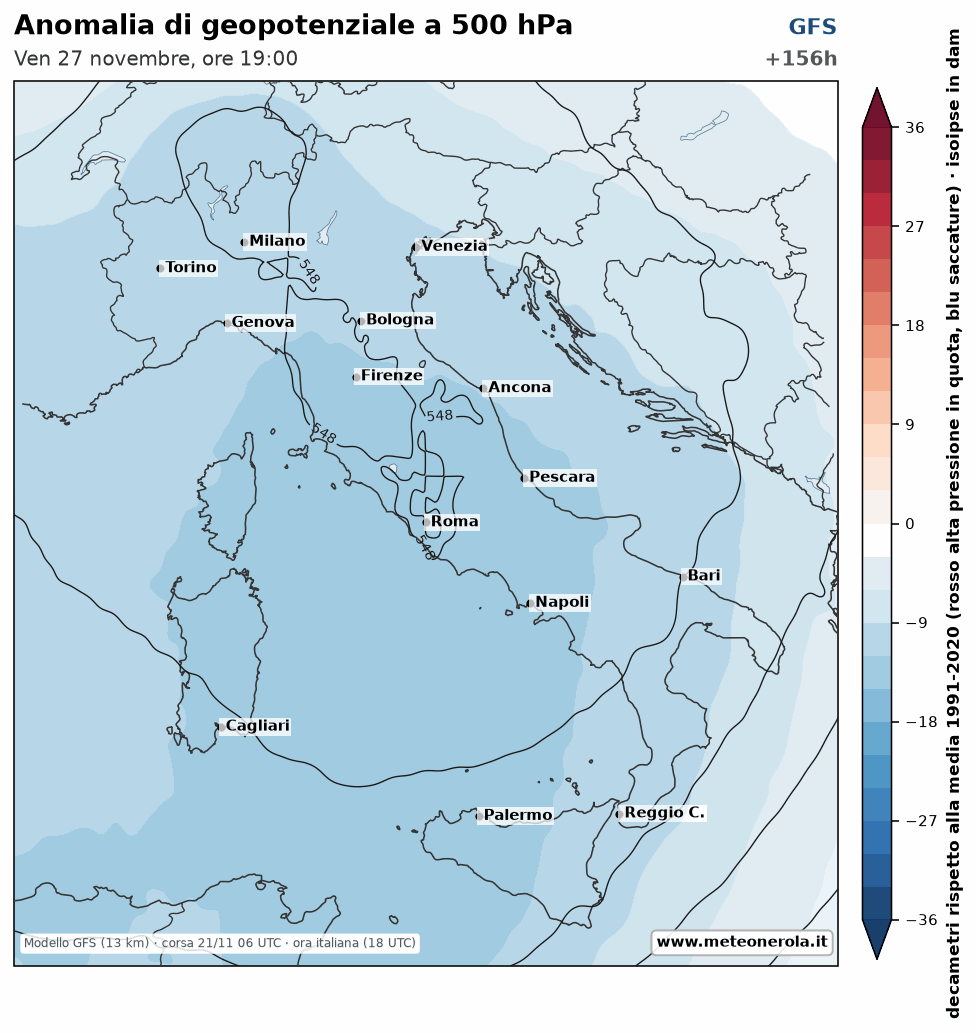 Anomalia di geopotenziale a 500 hPa
GFS
Ven 27 novembre, ore 19:00
+156h
Milano
Venezia
Torino
548
Genova
Bologna
Firenze
Ancona
548
548
Pescara
Roma
548
Bari
Napoli
Cagliari
Palermo
Reggio C.
Modello GFS (13 km) · corsa 21/11 06 UTC · ora italiana (18 UTC)
www.meteonerola.it
36
27
18
9
0
−9
−18
−27
−36
decametri rispetto alla media 1991-2020 (rosso alta pressione in quota, blu saccature) · isoipse in dam